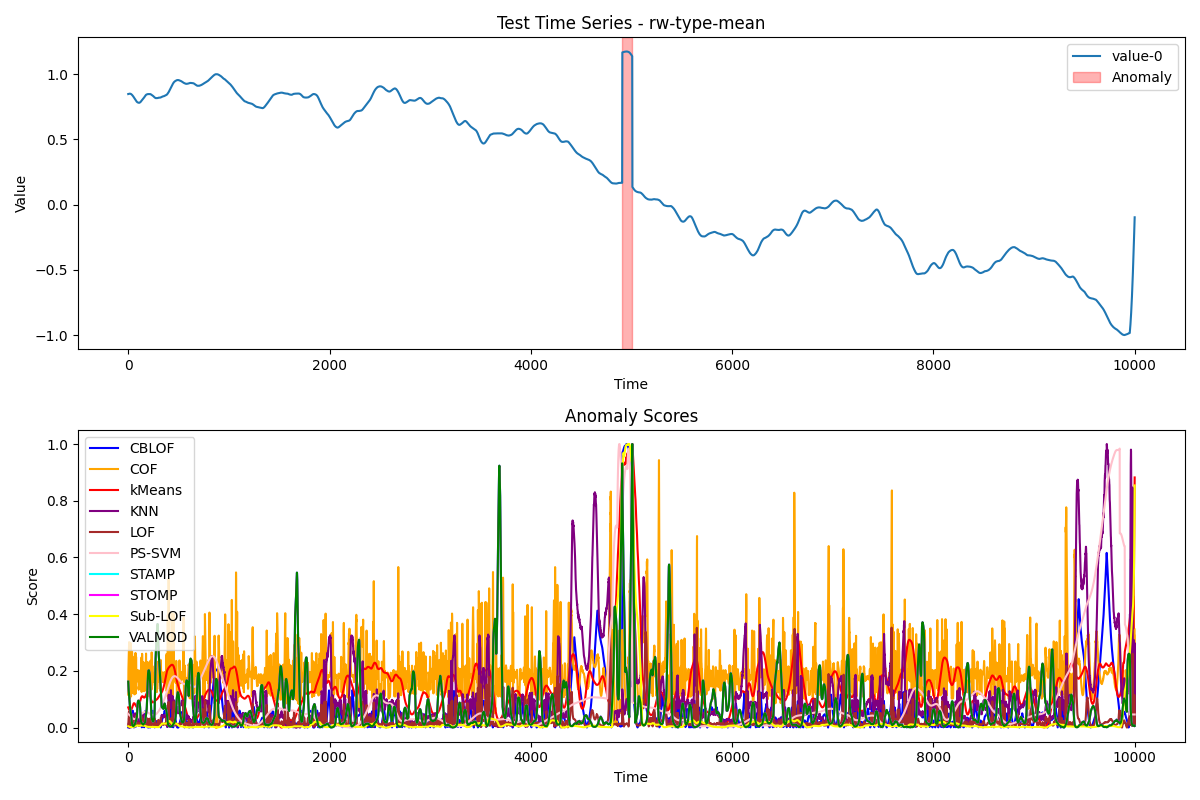 Test Time Series - rw-type-mean
Value
1.0
0.5
0.0
−0.5
−1.0
value-0
Anomaly
0 2000 4000 6000 8000 10000
Time
Anomaly Scores
Score
1.0
0.8
0.6
0.4
0.2
0.0
CBLOF
COF
kMeans
KNN
LOF
PS-SVM
STAMP
STOMP
Sub-LOF
VALMOD
0 2000 4000 6000 8000 10000
Time